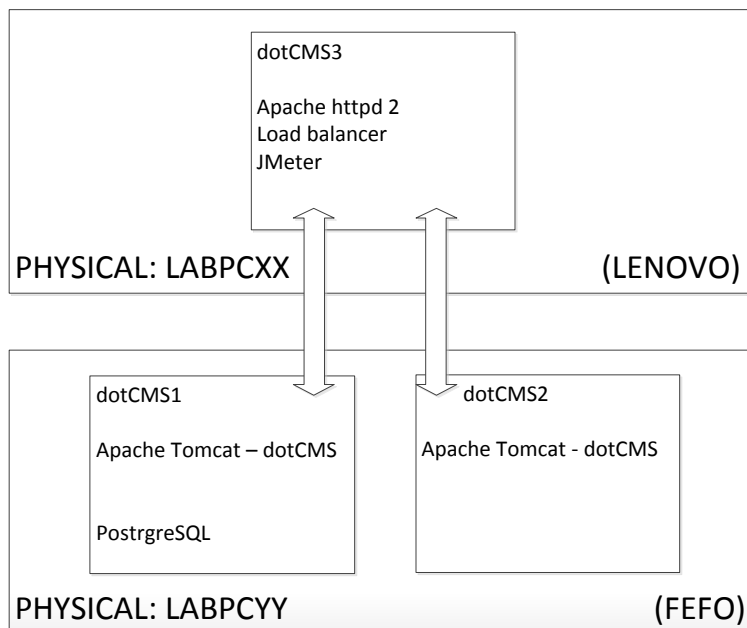 dotCMS3
Apache httpd 2
Load balancer
JMeter
PHYSICAL: LABPCXX (LENOVO)
dotCMS1
Apache Tomcat – dotCMS
PostrgreSQL
dotCMS2
Apache Tomcat - dotCMS
PHYSICAL: LABPCYY (FEFO)